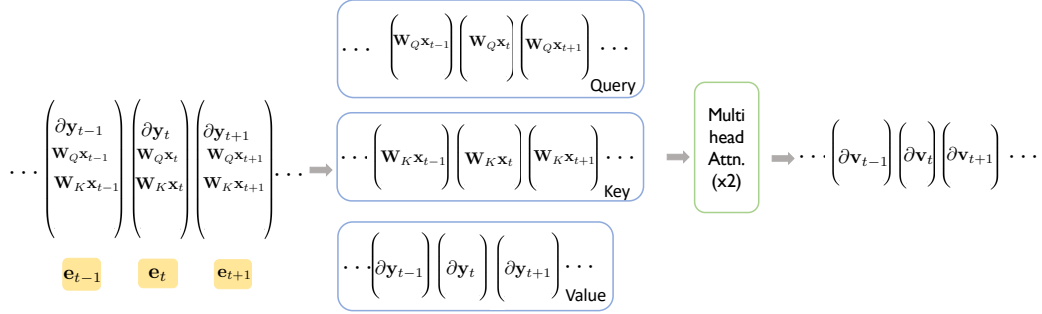 ··· ∂y_{t−1} ∂y_t ∂y_{t+1} ···
W_Q x_{t−1} W_Q x_t W_Q x_{t+1}
W_K x_{t−1} W_K x_t W_K x_{t+1}
e_{t−1} e_t e_{t+1}
··· W_Q x_{t−1} W_Q x_t W_Q x_{t+1} ···
Query
··· W_K x_{t−1} W_K x_t W_K x_{t+1} ···
Key
··· ∂y_{t−1} ∂y_t ∂y_{t+1} ···
Value
Multi
head
Attn.
(x2)
··· ∂v_{t−1} ∂v_t ∂v_{t+1} ···